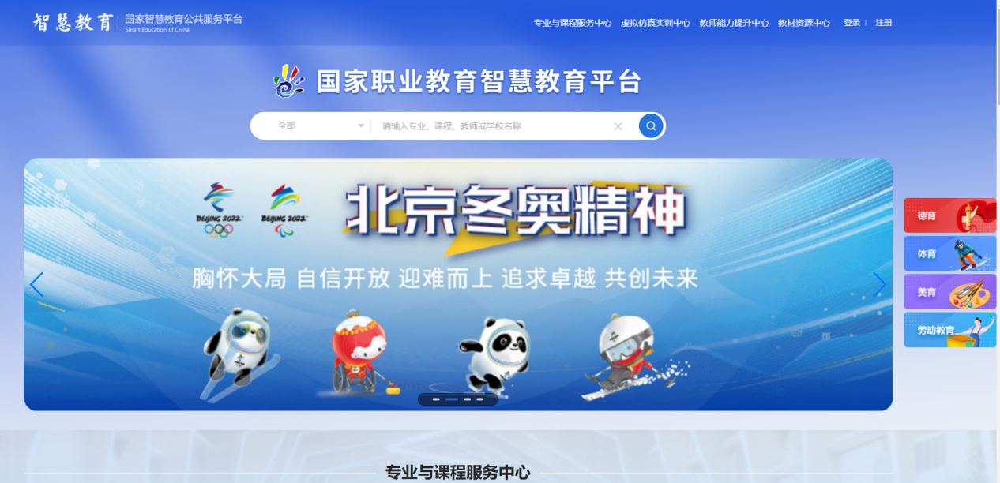 智慧教育 国家智慧教育公共服务平台
Smart Education of China
专业与课程服务中心 虚拟仿真实训中心 教师能力提升中心 教材资源中心 登录 注册
国家职业教育智慧教育平台
全部 请输入专业、课程、教师或学校名称
北京冬奥精神
BEIJING 2022 BEIJING 2022
胸怀大局 自信开放 迎难而上 追求卓越 共创未来
德育
体育
美育
劳动教育
专业与课程服务中心